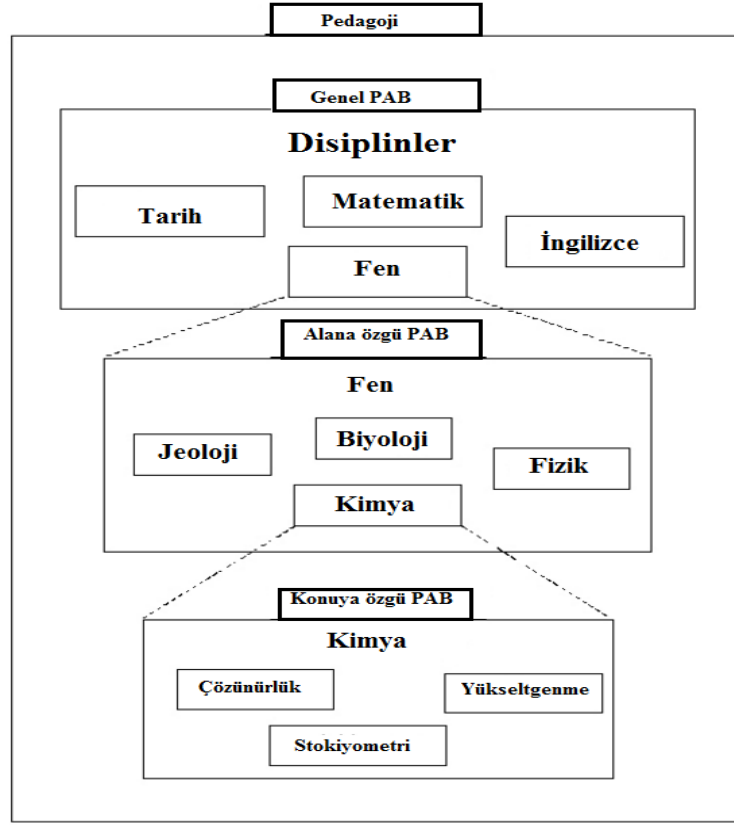 Pedagoji
Genel PAB
Disiplinler
Tarih
Matematik
İngilizce
Fen
Alana özgü PAB
Fen
Jeoloji
Biyoloji
Fizik
Kimya
Konuya özgü PAB
Kimya
Çözünürlük
Yükseltgenme
Stokiyometri